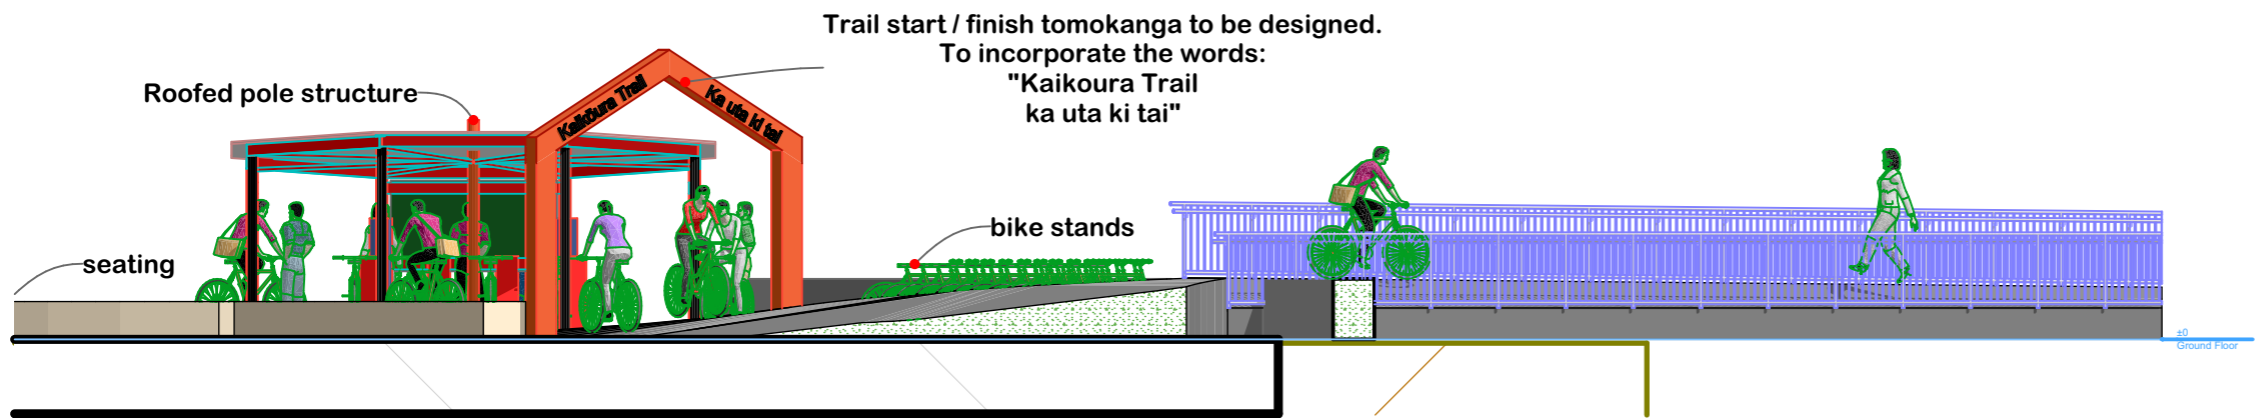 Trail start / finish tomokanga to be designed.
To incorporate the words:
"Kaikoura Trail
ka uta ki tai"
Roofed pole structure
Kaikōura Trail
Ka uta ki tai
bike stands
seating
±0
Ground Floor